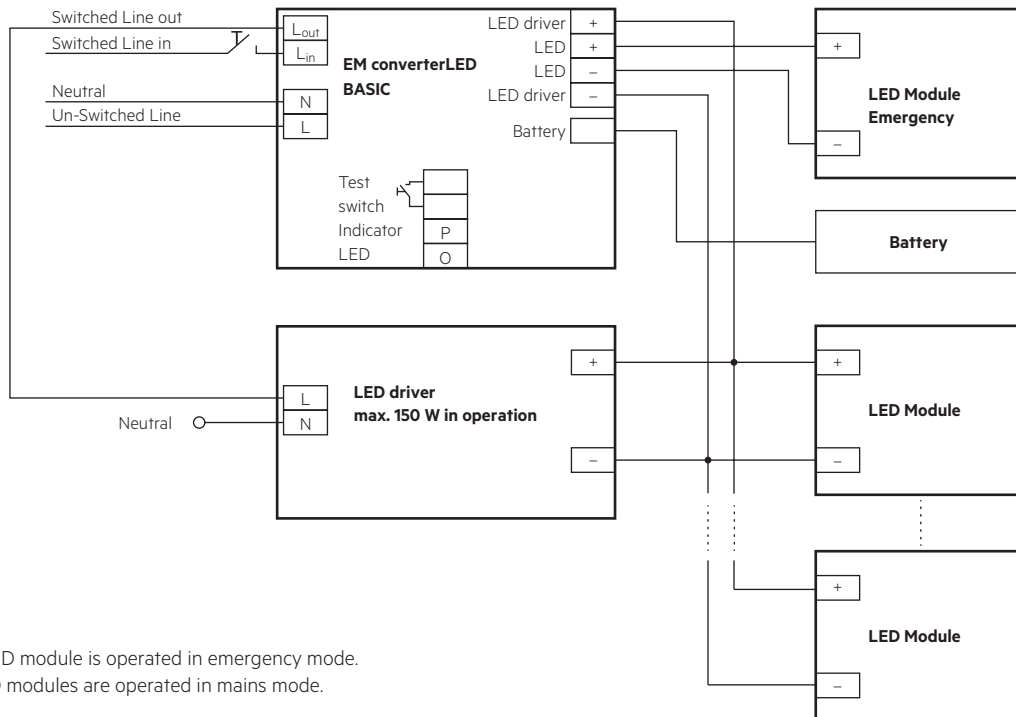 Switched Line out
Switched Line in
Neutral
Un-Switched Line
Lout
Lin
N
L
EM converterLED
BASIC
LED driver +
LED +
LED –
LED driver –
Battery
Test
switch
Indicator P
LED O
+
–
LED Module
Emergency
Battery
Neutral
L
N
LED driver
max. 150 W in operation
+
–
+
–
LED Module
+
–
LED Module
module is operated in emergency mode.
modules are operated in mains mode.